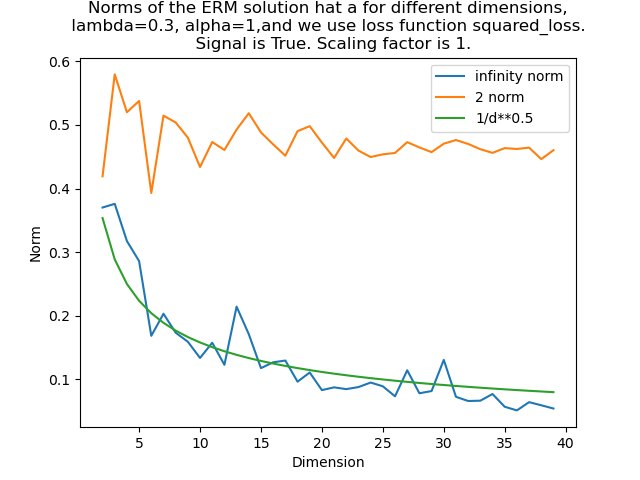 Norms of the ERM solution hat a for different dimensions,
lambda=0.3, alpha=1,and we use loss function squared_loss.
Signal is True. Scaling factor is 1.
infinity norm
2 norm
1/d**0.5
Norm
0.6
0.5
0.4
0.3
0.2
0.1
5 10 15 20 25 30 35 40
Dimension